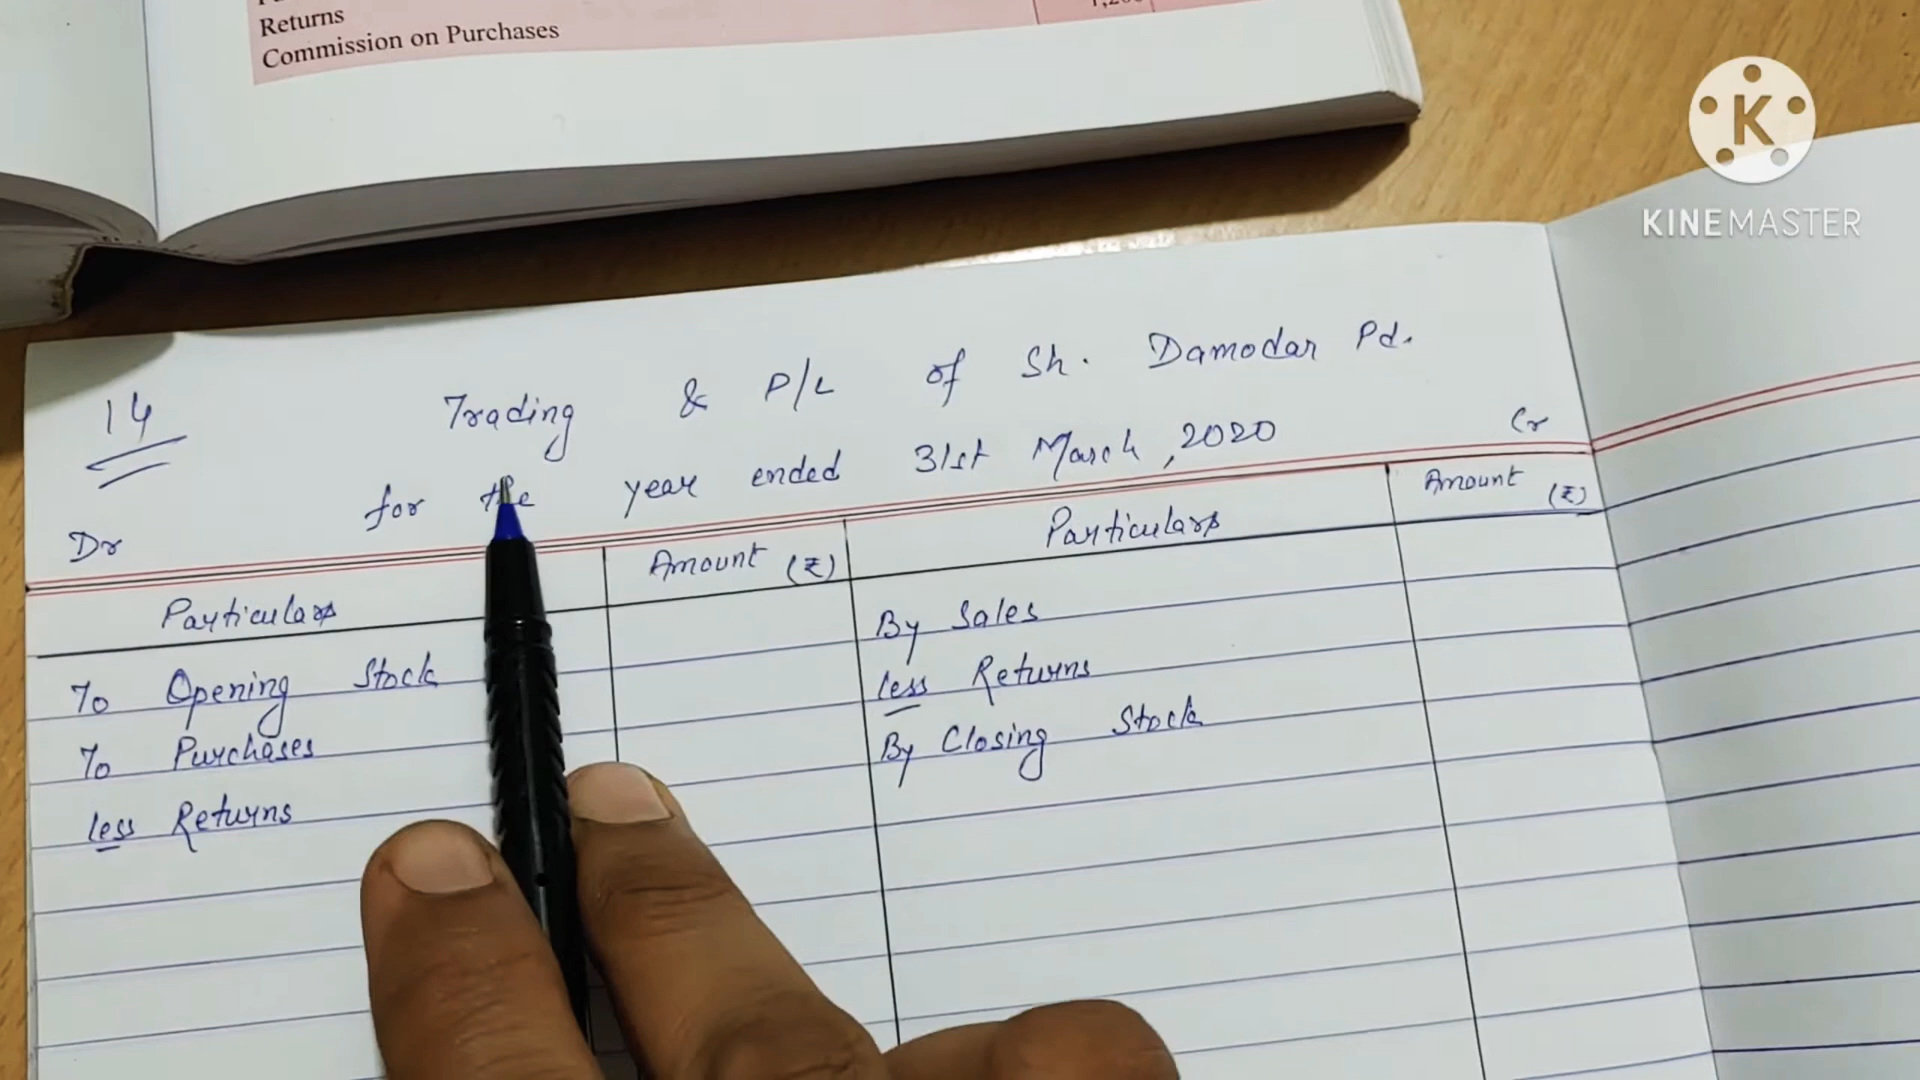 Returns
Commission on Purchases
KINEMASTER
14
Trading & P/L of Sh. Damodar Pd.
for the year ended 31st March, 2020
Dr
Cr
Particulars
Amount (₹)
Particulars
Amount (₹)
To Opening Stock
To Purchases
less Returns
By Sales
less Returns
By Closing Stock